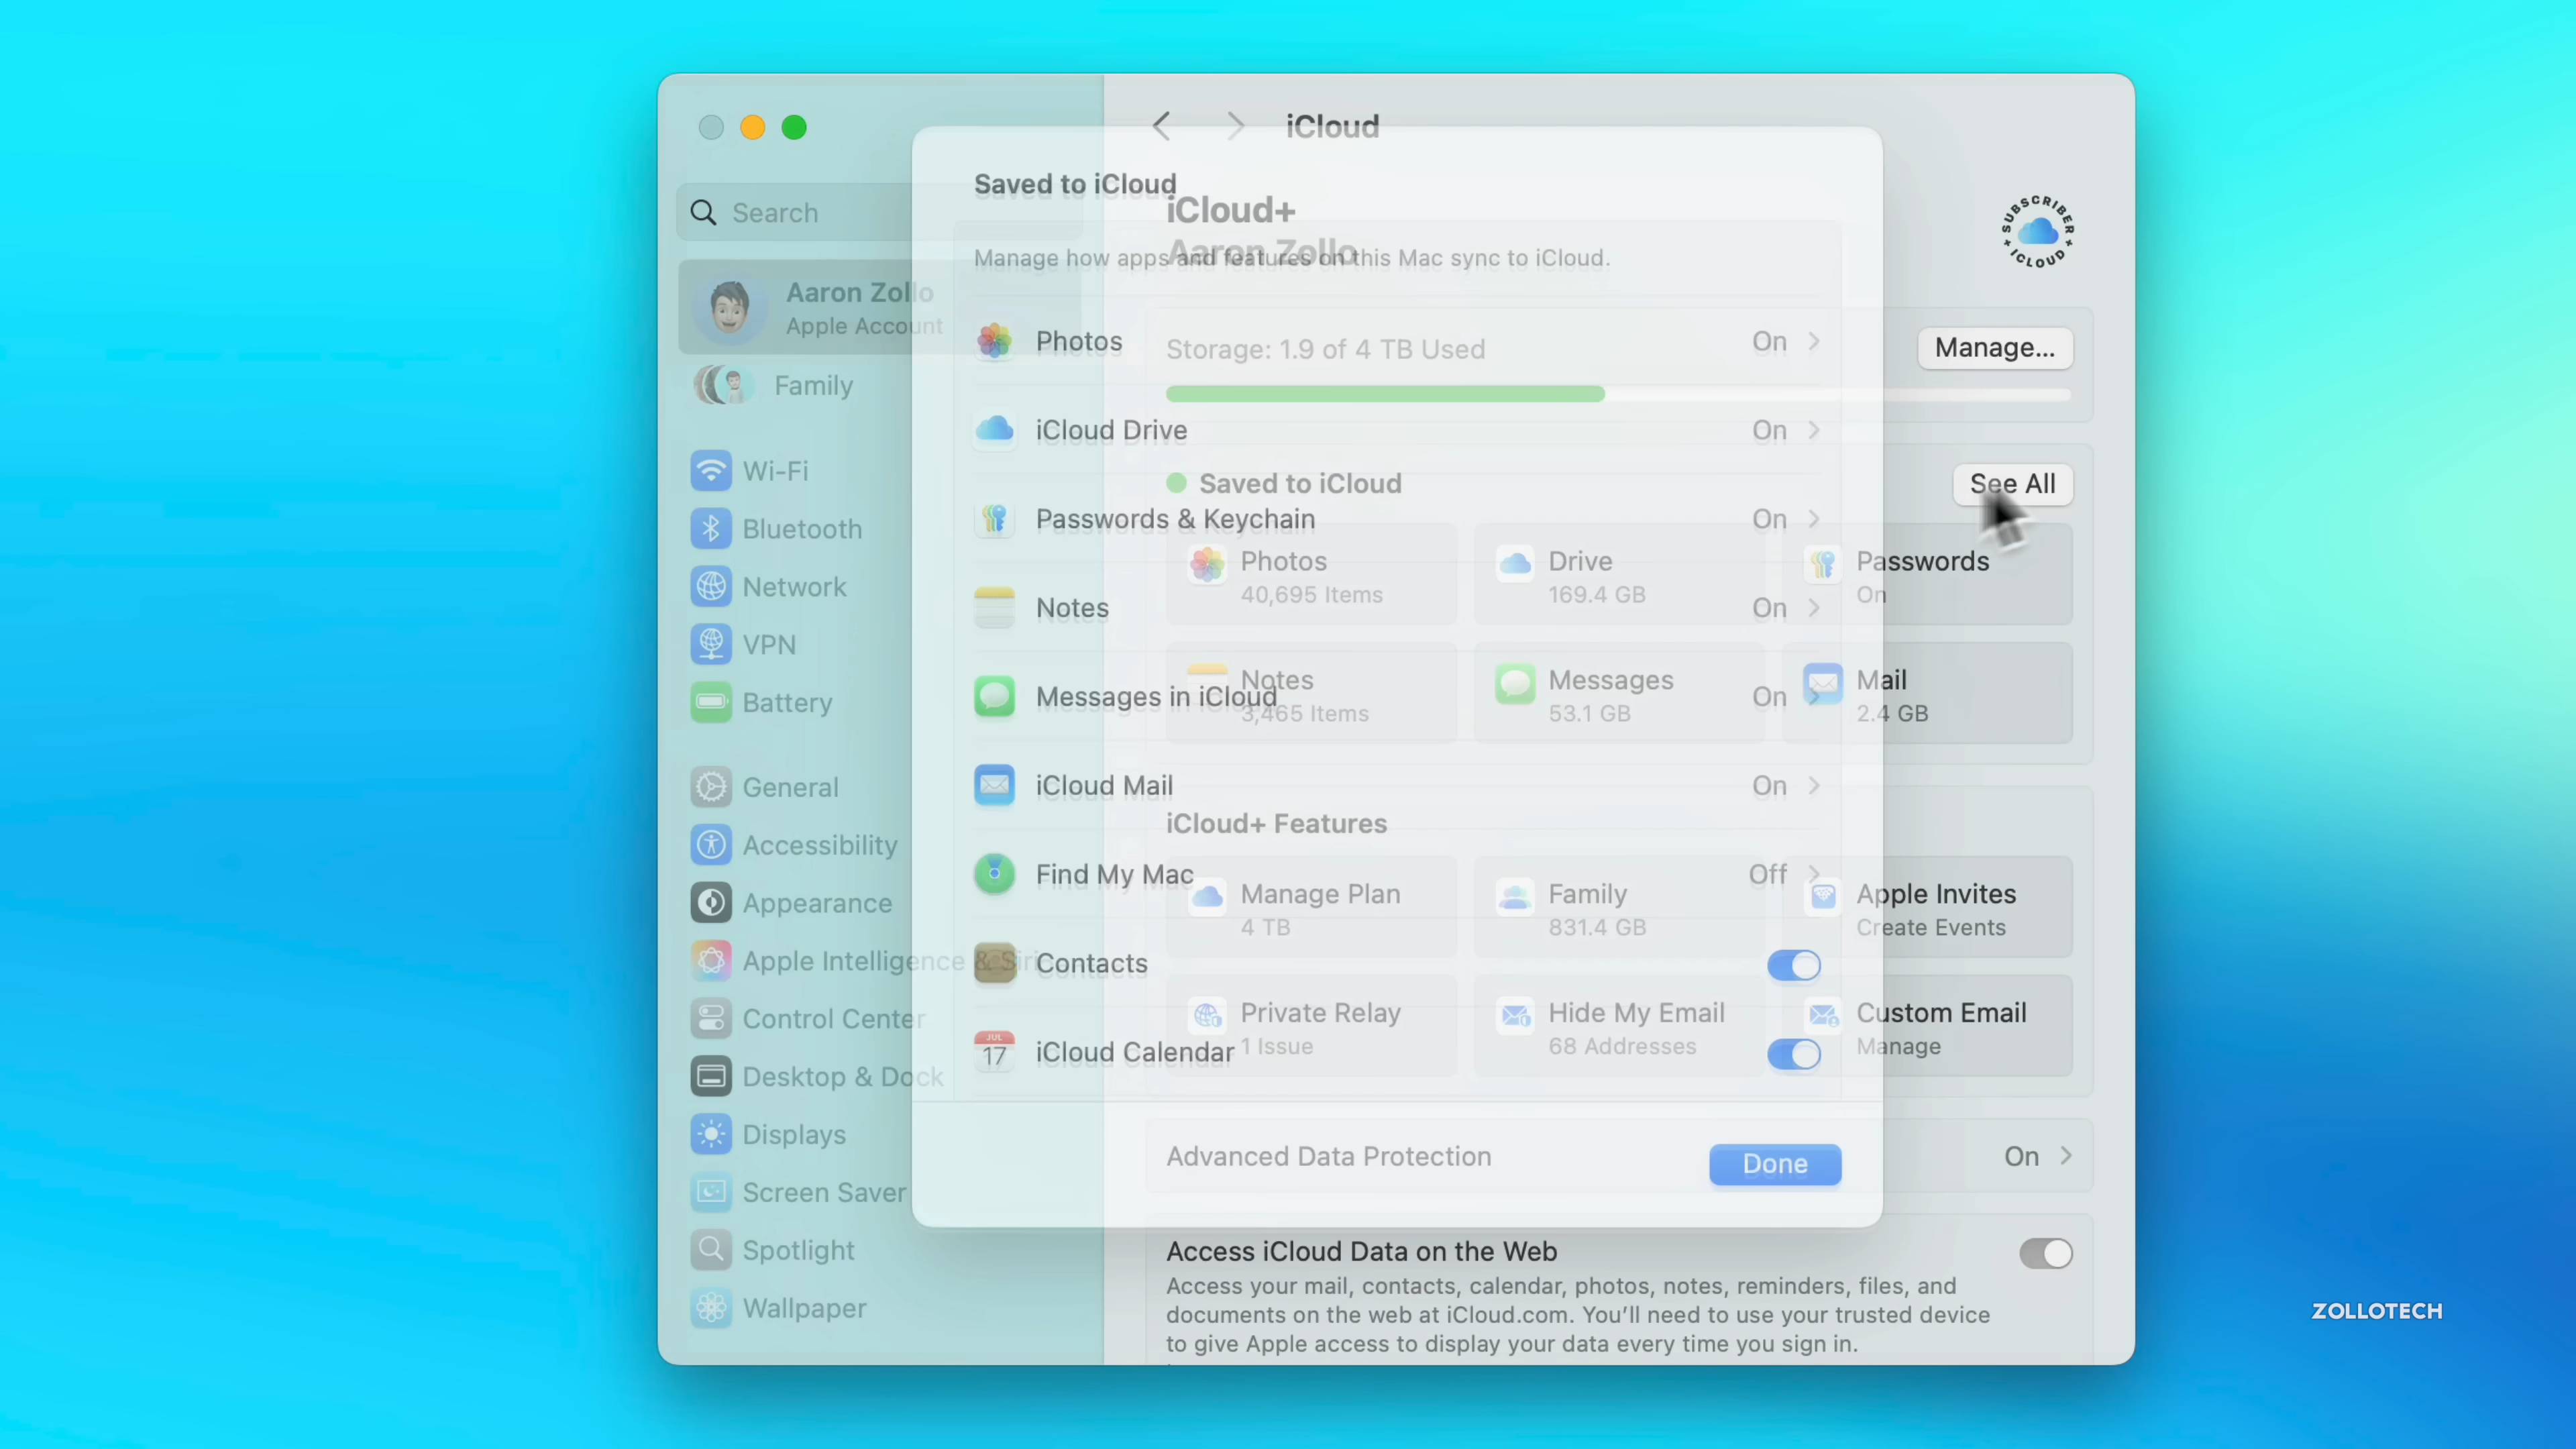 Search
Aaron Zollo
Apple Account
Family
Wi-Fi
Bluetooth
Network
VPN
Battery
General
Accessibility
Appearance
Apple Intelligence & Siri
Control Center
Desktop & Dock
Displays
Screen Saver
Spotlight
Wallpaper
Saved to iCloud
Manage how apps and features on this Mac sync to iCloud.
Photos On
iCloud Drive On
Passwords & Keychain On
Notes On
Messages in iCloud On
iCloud Mail On
Find My Mac Off
Contacts
JUL
17
iCloud Calendar
Done
iCloud
iCloud+
Aaron Zollo
SUBSCRIBER + ICLOUD +
Storage: 1.9 of 4 TB Used
Manage...
Saved to iCloud
See All
Photos
40,695 Items
Drive
169.4 GB
Passwords
On
Notes
3,465 Items
Messages
53.1 GB
Mail
2.4 GB
iCloud+ Features
Manage Plan
4 TB
Family
831.4 GB
Apple Invites
Create Events
Private Relay
1 Issue
Hide My Email
68 Addresses
Custom Email
Manage
Advanced Data Protection On
Access iCloud Data on the Web
Access your mail, contacts, calendar, photos, notes, reminders, files, and
documents on the web at iCloud.com. You’ll need to use your trusted device
to give Apple access to display your data every time you sign in.
ZOLLOTECH